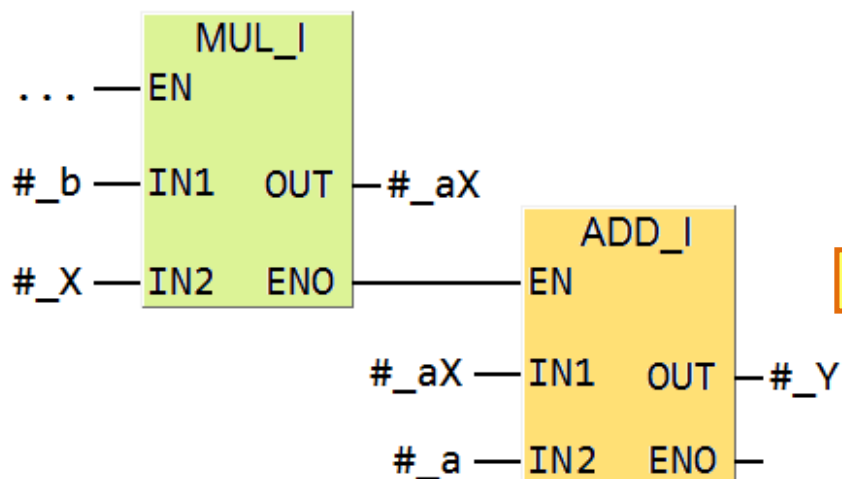 MUL_I
... EN
#_b IN1 OUT #_aX
#_X IN2 ENO
ADD_I
EN
#_aX IN1 OUT #_Y
#_a IN2 ENO